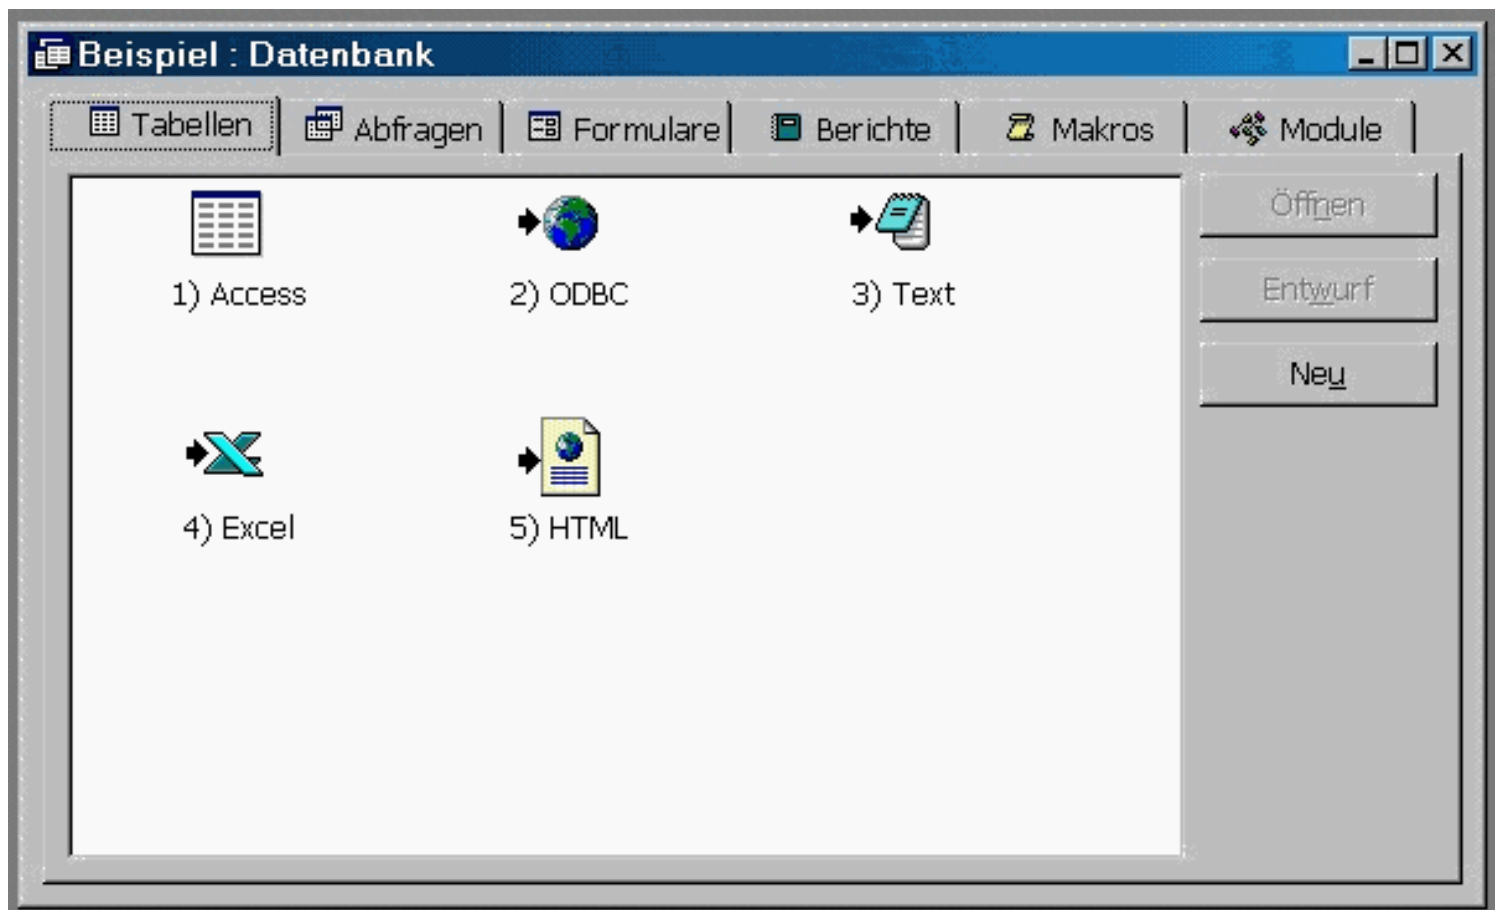 Beispiel : Datenbank
Tabellen Abfragen Formulare Berichte Makros Module
1) Access 2) ODBC 3) Text
4) Excel 5) HTML
Öffnen
Entwurf
Neu